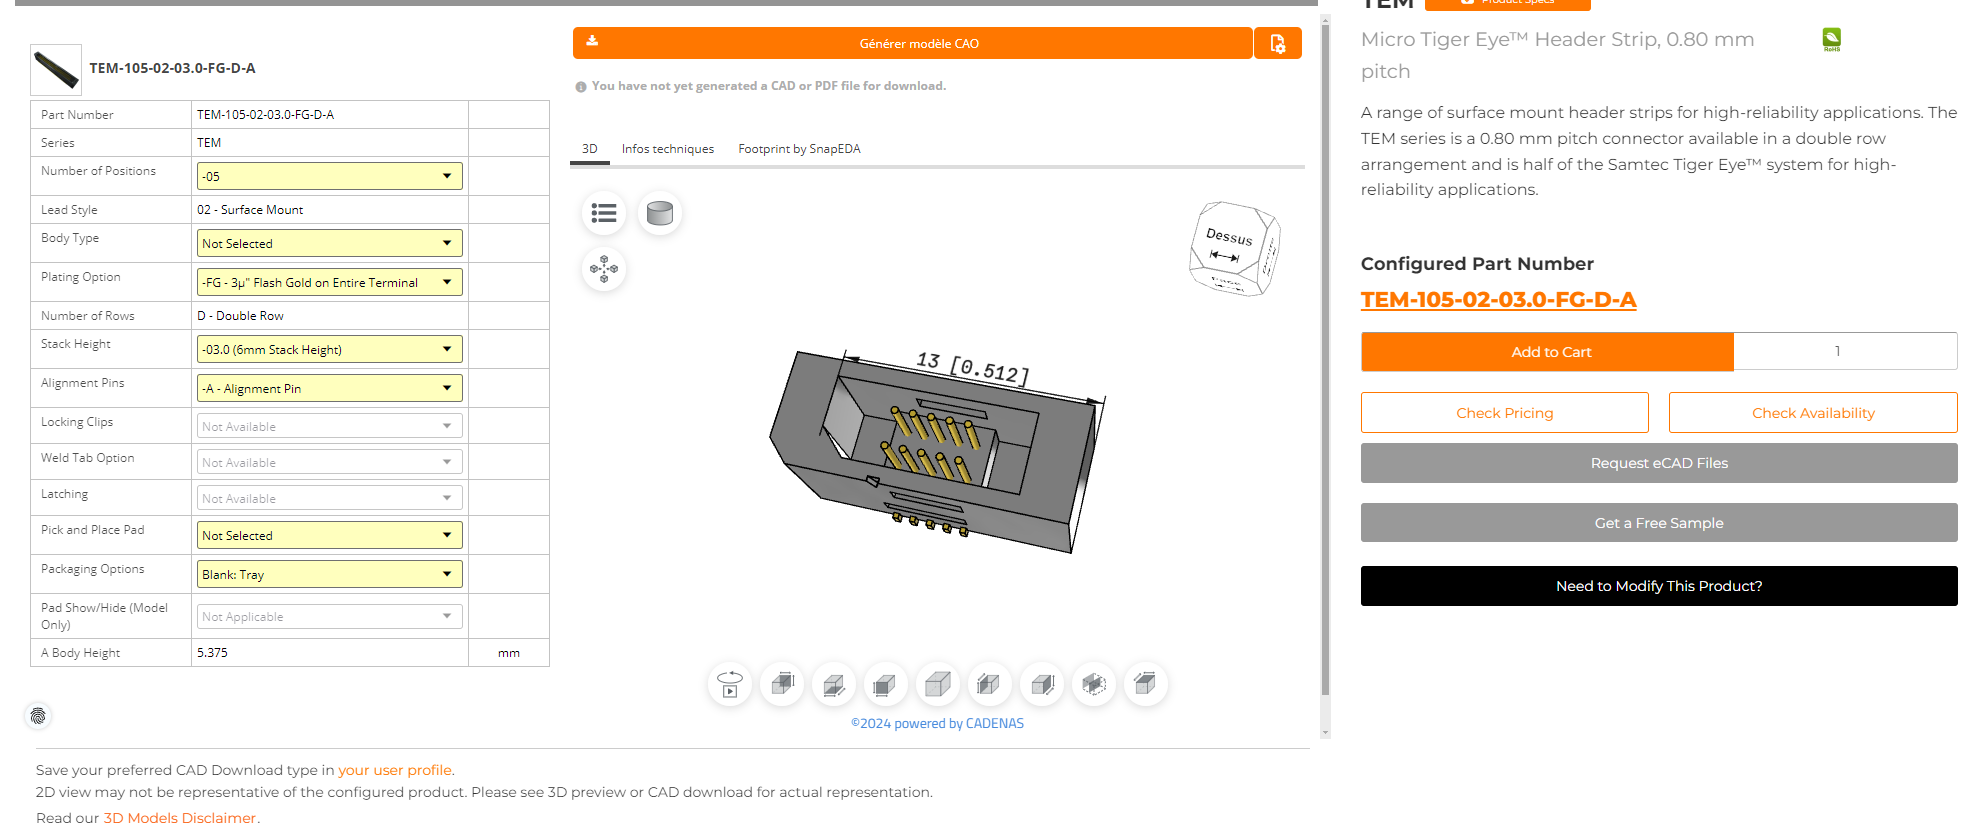 TEM-105-02-03.0-FG-D-A
Part Number TEM-105-02-03.0-FG-D-A
Series TEM
Number of Positions -05
Lead Style 02 - Surface Mount
Body Type Not Selected
Plating Option -FG - 3µ" Flash Gold on Entire Terminal
Number of Rows D - Double Row
Stack Height -03.0 (6mm Stack Height)
Alignment Pins -A - Alignment Pin
Locking Clips Not Available
Weld Tab Option Not Available
Latching Not Available
Pick and Place Pad Not Selected
Packaging Options Blank: Tray
Pad Show/Hide (Model
Only) Not Applicable
A Body Height 5.375 mm
Générer modèle CAO
You have not yet generated a CAD or PDF file for download.
3D Infos techniques Footprint by SnapEDA
Dessus
13 [0.512]
©2024 powered by CADENAS
Save your preferred CAD Download type in your user profile.
2D view may not be representative of the configured product. Please see 3D preview or CAD download for actual representation.
Read our 3D Models Disclaimer.
TEM Product Specs
Micro Tiger Eye™ Header Strip, 0.80 mm
pitch
RoHS
A range of surface mount header strips for high-reliability applications. The
TEM series is a 0.80 mm pitch connector available in a double row
arrangement and is half of the Samtec Tiger Eye™ system for high-
reliability applications.
Configured Part Number
TEM-105-02-03.0-FG-D-A
Add to Cart 1
Check Pricing Check Availability
Request eCAD Files
Get a Free Sample
Need to Modify This Product?